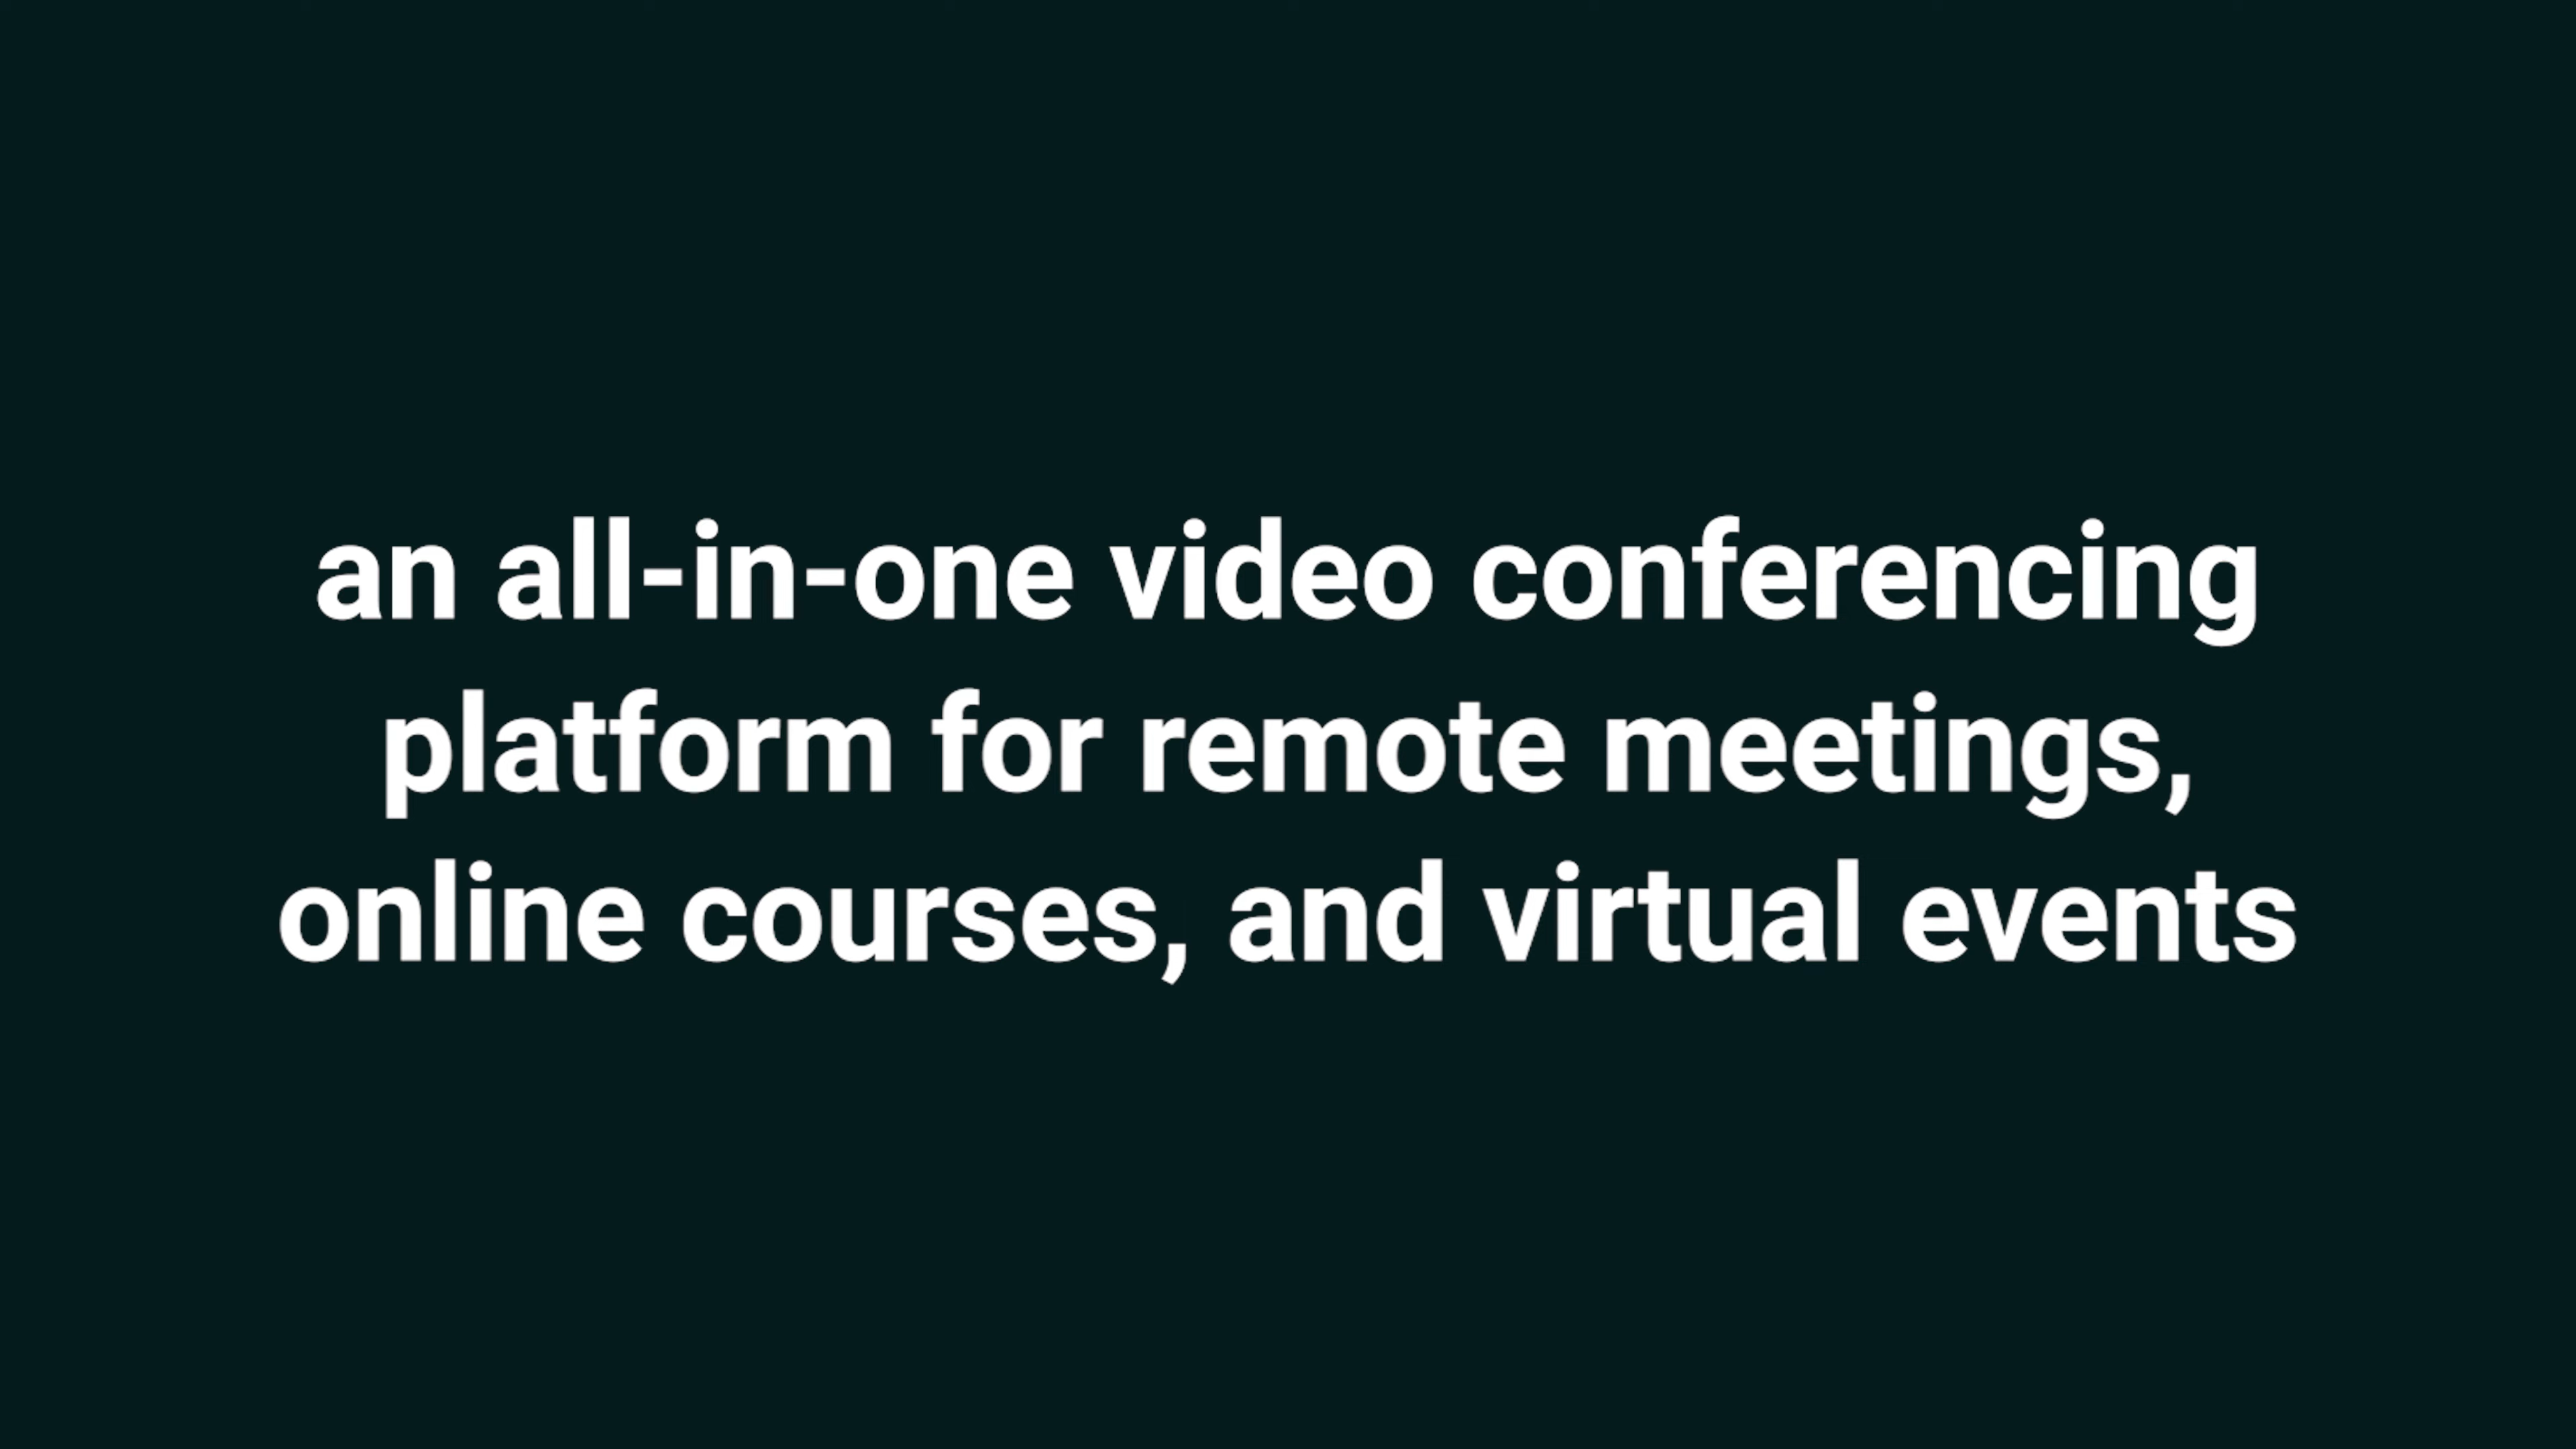 an all-in-one video conferencing
platform for remote meetings,
online courses, and virtual events